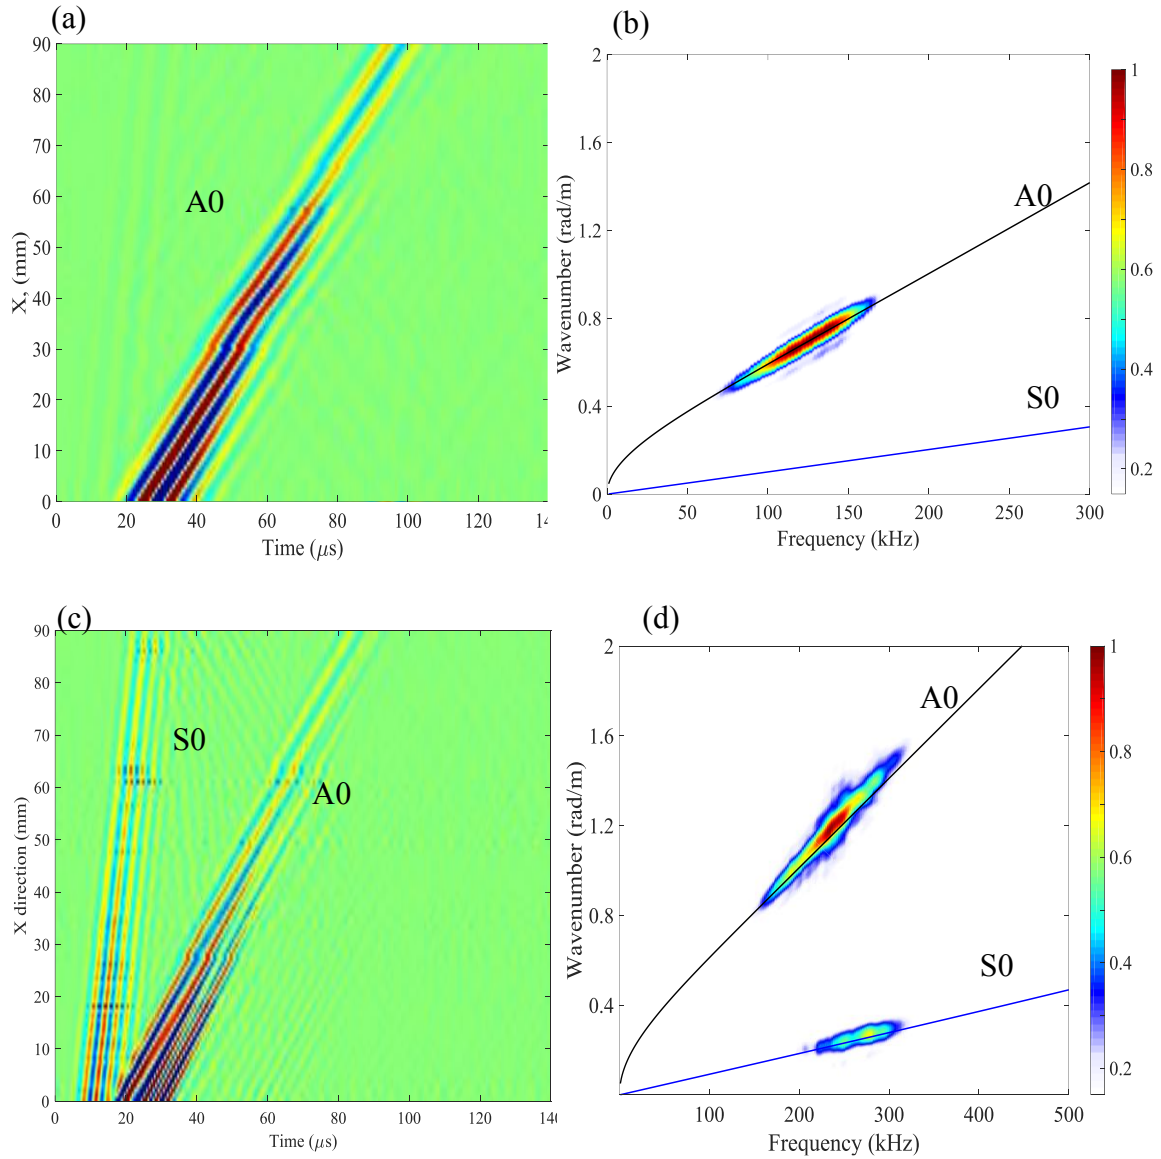 (a)
90
80
70
60
50
40
30
20
10
0
X, (mm)
A0
0 20 40 60 80 100 120 14
Time (μs)
(b)
2
1.6
1.2
0.8
0.4
0
Wavenumber (rad/m)
A0
S0
0 50 100 150 200 250 300
Frequency (kHz)
1
0.8
0.6
0.4
0.2
(c)
90
80
70
60
50
40
30
20
10
0
X direction (mm)
S0
A0
0 20 40 60 80 100 120 140
Time (μs)
(d)
2
1.6
1.2
0.8
0.4
Wavenumber (rad/m)
A0
S0
100 200 300 400 500
Frequency (kHz)
1
0.8
0.6
0.4
0.2